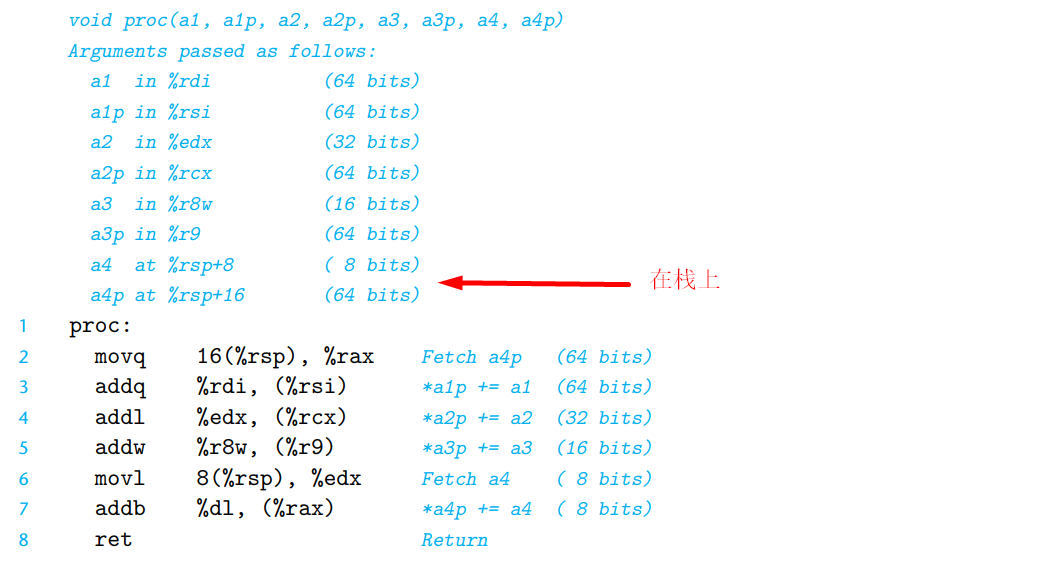 void proc(a1, a1p, a2, a2p, a3, a3p, a4, a4p)
Arguments passed as follows:
a1 in %rdi (64 bits)
a1p in %rsi (64 bits)
a2 in %edx (32 bits)
a2p in %rcx (64 bits)
a3 in %r8w (16 bits)
a3p in %r9 (64 bits)
a4 at %rsp+8 ( 8 bits)
在栈上
a4p at %rsp+16 (64 bits)
1 proc:
2 movq 16(%rsp), %rax Fetch a4p (64 bits)
3 addq %rdi, (%rsi) *a1p += a1 (64 bits)
4 addl %edx, (%rcx) *a2p += a2 (32 bits)
5 addw %r8w, (%r9) *a3p += a3 (16 bits)
6 movl 8(%rsp), %edx Fetch a4 ( 8 bits)
7 addb %dl, (%rax) *a4p += a4 ( 8 bits)
8 ret Return